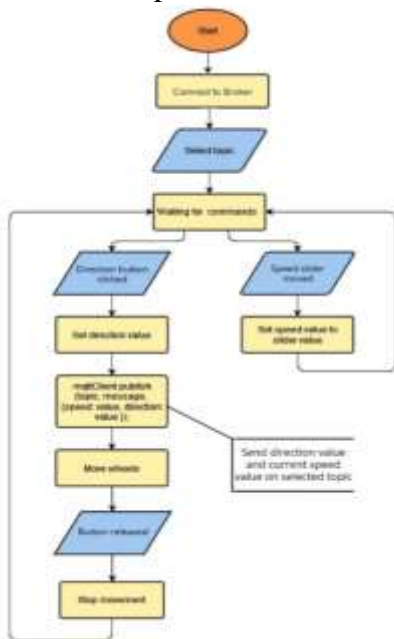 Start
Connect to Broker
Select topic
Waiting for commands
Direction button
clicked
Speed slider
moved
Get direction value
Set speed value to
slider value
mqttClient.publish
(topic, message,
{speed: value, direction:
value });
Send direction value
and current speed
value on selected topic
Move wheels
Button released
Stop movement